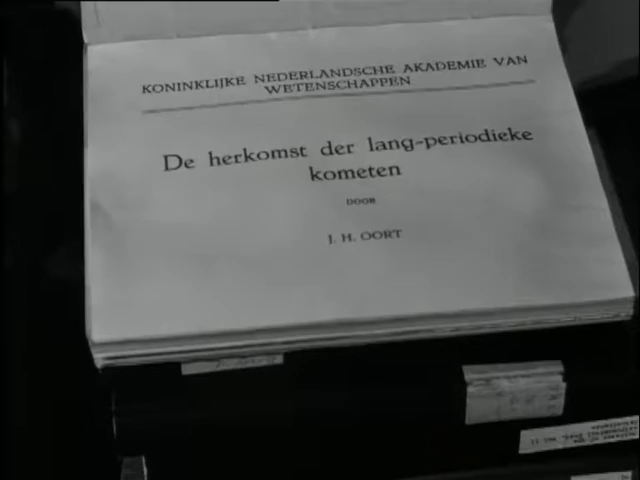 KONINKLIJKE NEDERLANDSCHE AKADEMIE VAN
WETENSCHAPPEN
De herkomst der lang-periodieke
kometen
DOOR
J. H. OORT